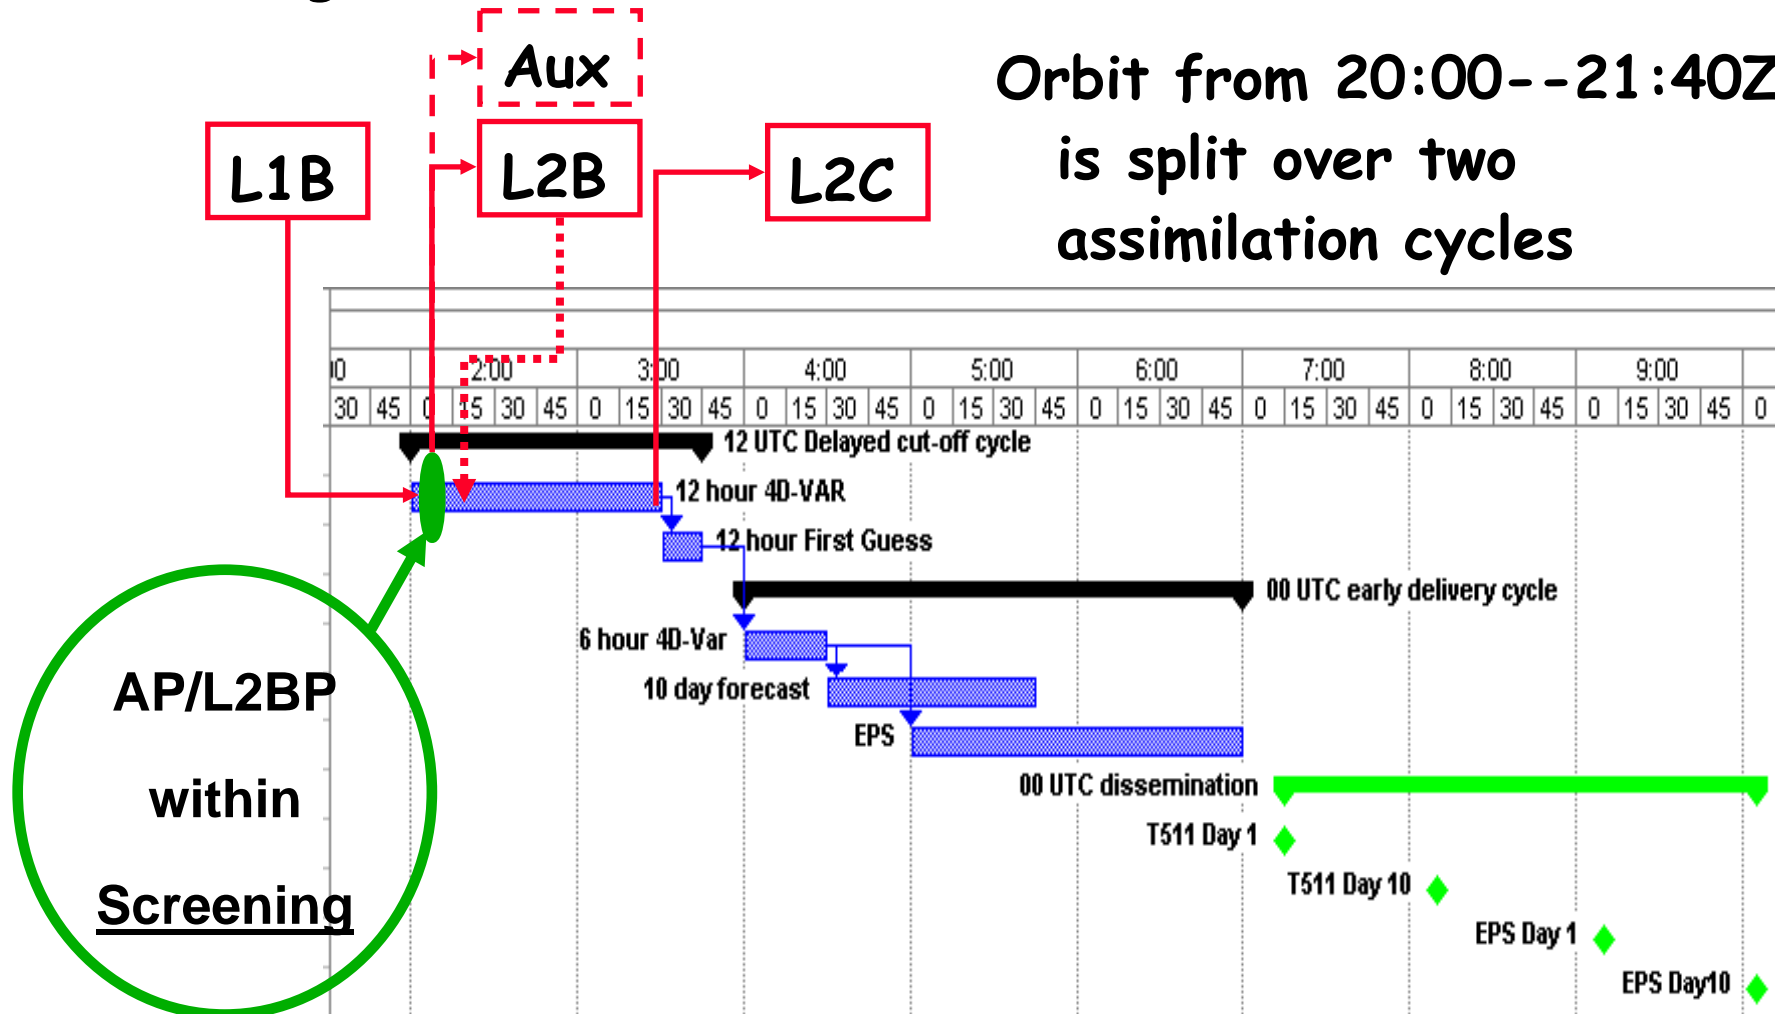 g
Aux
Orbit from 20:00--21:40Z
is split over two
assimilation cycles
L1B
L2B
L2C
00 2:00 3:00 4:00 5:00 6:00 7:00 8:00 9:00
30 45 0 15 30 45 0 15 30 45 0 15 30 45 0 15 30 45 0 15 30 45 0 15 30 45 0 15 30 45 0 15 30 45 0
12 UTC Delayed cut-off cycle
12 hour 4D-VAR
12 hour First Guess
00 UTC early delivery cycle
6 hour 4D-Var
10 day forecast
EPS
00 UTC dissemination
T511 Day 1
T511 Day 10
EPS Day 1
EPS Day10
AP/L2BP
within
Screening